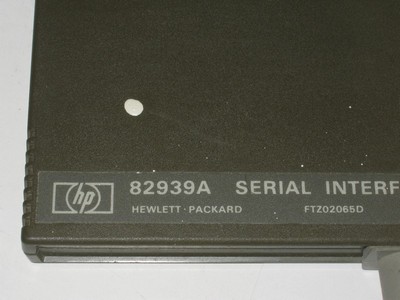 hp 82939A SERIAL INTERF
HEWLETT·PACKARD FTZ02065D